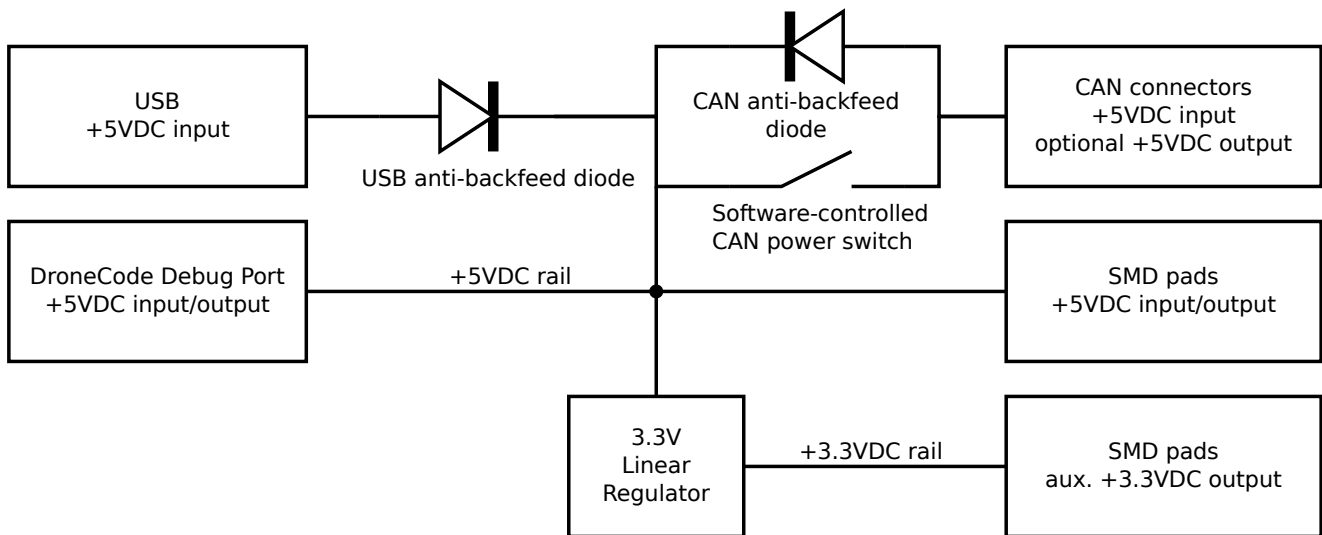 USB
+5VDC input
USB anti-backfeed diode
CAN anti-backfeed
diode
Software-controlled
CAN power switch
CAN connectors
+5VDC input
optional +5VDC output
DroneCode Debug Port
+5VDC input/output
+5VDC rail
SMD pads
+5VDC input/output
3.3V
Linear
Regulator
+3.3VDC rail
SMD pads
aux. +3.3VDC output